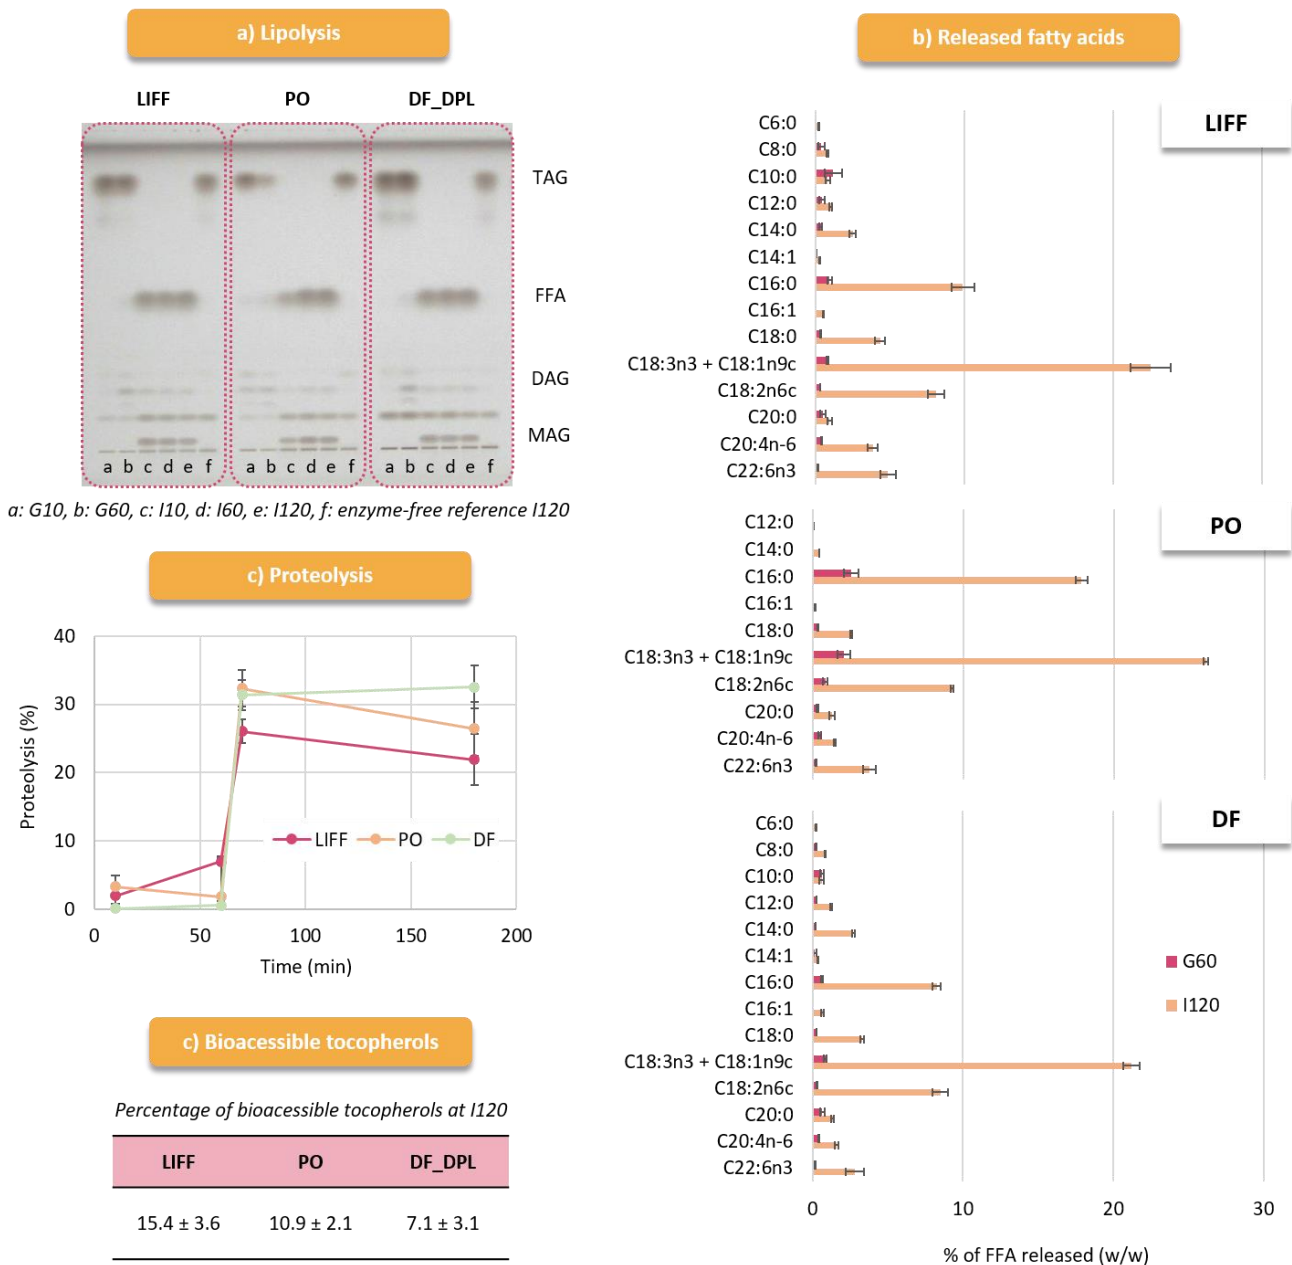 a) Lipolysis
LIFF PO DF_DPL
TAG
FFA
DAG
MAG
a b c d e f a b c d e f a b c d e f
a: G10, b: G60, c: I10, d: I60, e: I120, f: enzyme-free reference I120
b) Released fatty acids
LIFF
C6:0
C8:0
C10:0
C12:0
C14:0
C14:1
C16:0
C16:1
C18:0
C18:3n3 + C18:1n9c
C18:2n6c
C20:0
C20:4n-6
C22:6n3
PO
C12:0
C14:0
C16:0
C16:1
C18:0
C18:3n3 + C18:1n9c
C18:2n6c
C20:0
C20:4n-6
C22:6n3
DF
C6:0
C8:0
C10:0
C12:0
C14:0
C14:1
C16:0
C16:1
C18:0
C18:3n3 + C18:1n9c
C18:2n6c
C20:0
C20:4n-6
C22:6n3
G60
I120
0 10 20 30
% of FFA released (w/w)
c) Proteolysis
Proteolysis (%)
40
30
20
10
0
LIFF PO DF
0 50 100 150 200
Time (min)
c) Bioacessible tocopherols
Percentage of bioacessible tocopherols at I120
LIFF PO DF_DPL
15.4 ± 3.6 10.9 ± 2.1 7.1 ± 3.1